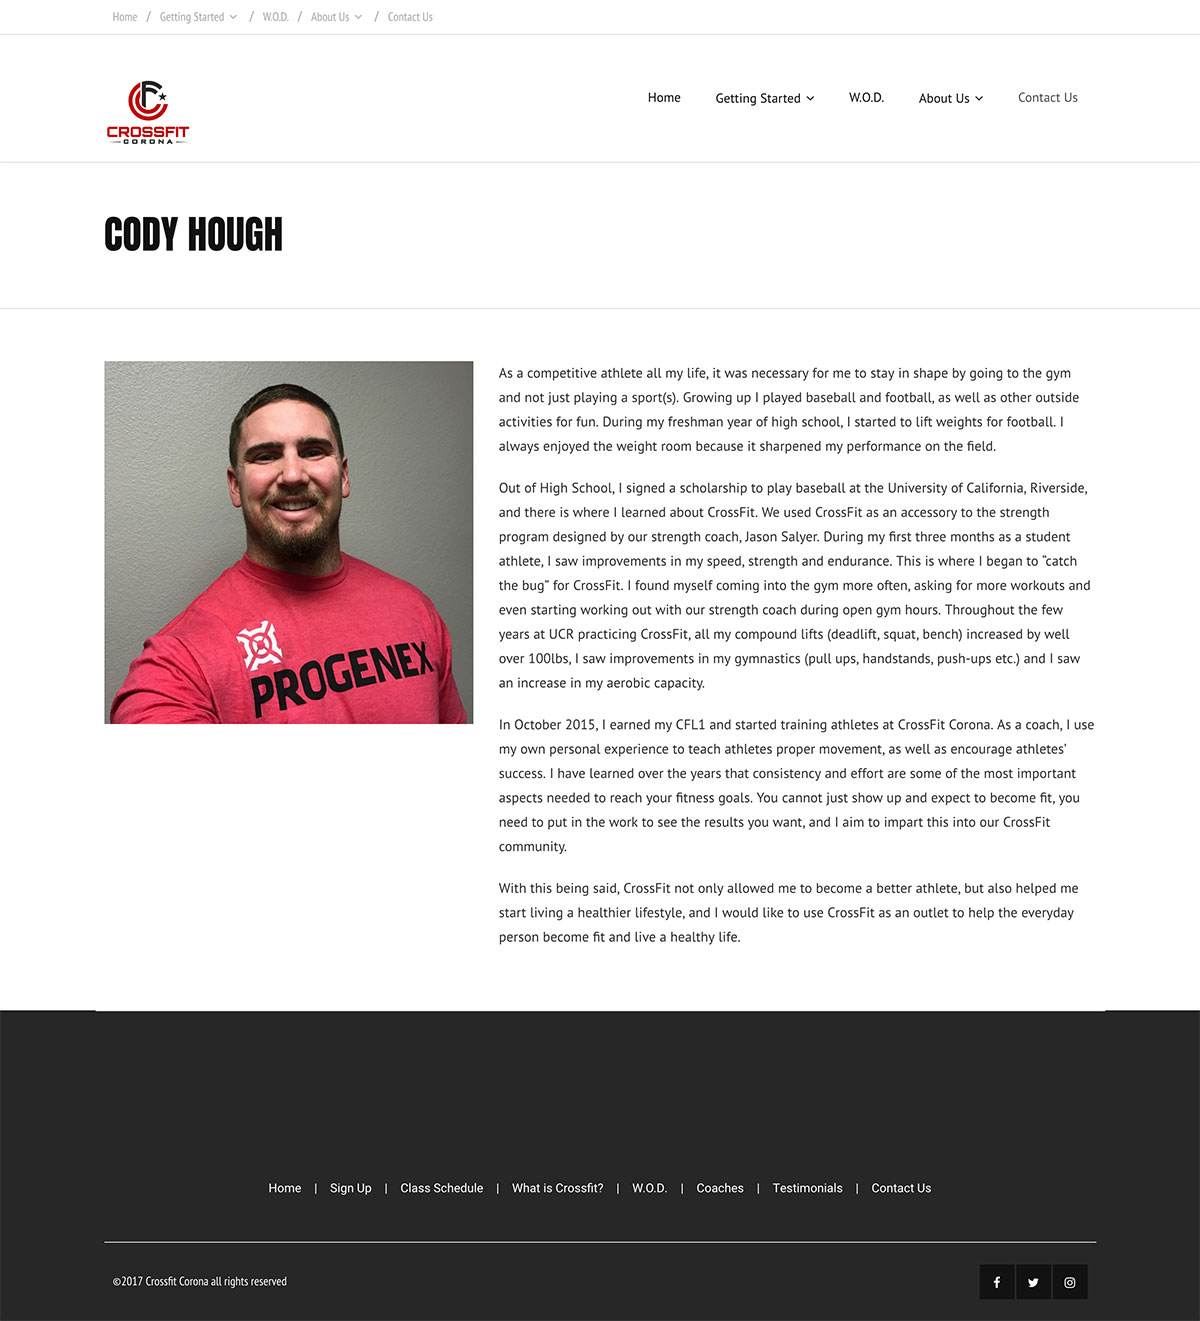 Home / Getting Started / W.O.D. / About Us / Contact Us
CROSSFIT
CORONA
Home Getting Started W.O.D. About Us Contact Us
CODY HOUGH
PROGENEX
As a competitive athlete all my life, it was necessary for me to stay in shape by going to the gym
and not just playing a sport(s). Growing up I played baseball and football, as well as other outside
activities for fun. During my freshman year of high school, I started to lift weights for football. I
always enjoyed the weight room because it sharpened my performance on the field.
Out of High School, I signed a scholarship to play baseball at the University of California, Riverside,
and there is where I learned about CrossFit. We used CrossFit as an accessory to the strength
program designed by our strength coach, Jason Salyer. During my first three months as a student
athlete, I saw improvements in my speed, strength and endurance. This is where I began to “catch
the bug” for CrossFit. I found myself coming into the gym more often, asking for more workouts and
even starting working out with our strength coach during open gym hours. Throughout the few
years at UCR practicing CrossFit, all my compound lifts (deadlift, squat, bench) increased by well
over 100lbs, I saw improvements in my gymnastics (pull ups, handstands, push-ups etc.) and I saw
an increase in my aerobic capacity.
In October 2015, I earned my CFL1 and started training athletes at CrossFit Corona. As a coach, I use
my own personal experience to teach athletes proper movement, as well as encourage athletes’
success. I have learned over the years that consistency and effort are some of the most important
aspects needed to reach your fitness goals. You cannot just show up and expect to become fit, you
need to put in the work to see the results you want, and I aim to impart this into our CrossFit
community.
With this being said, CrossFit not only allowed me to become a better athlete, but also helped me
start living a healthier lifestyle, and I would like to use CrossFit as an outlet to help the everyday
person become fit and live a healthy life.
Home | Sign Up | Class Schedule | What is Crossfit? | W.O.D. | Coaches | Testimonials | Contact Us
©2017 Crossfit Corona all rights reserved